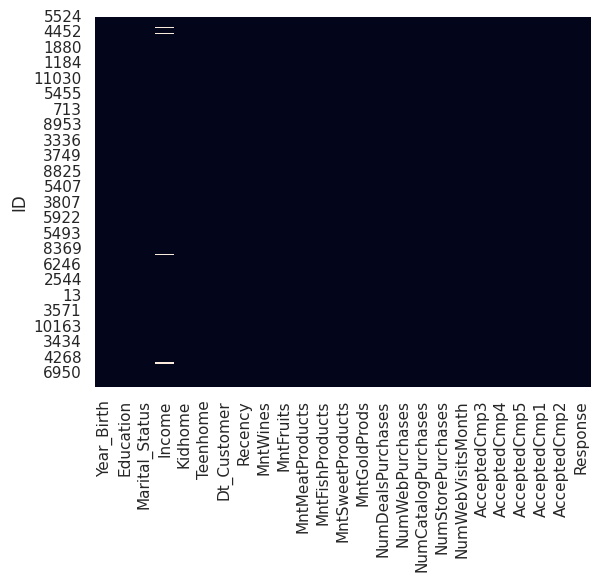 5524
4452
1880
1184
11030
5455
713
8953
3336
3749
8825
5407
3807
5922
5493
8369
6246
2544
13
3571
10163
3434
4268
6950
ID
Year_Birth
Education
Marital_Status
Income
Kidhome
Teenhome
Dt_Customer
Recency
MntWines
MntFruits
MntMeatProducts
MntFishProducts
MntSweetProducts
MntGoldProds
NumDealsPurchases
NumWebPurchases
NumCatalogPurchases
NumStorePurchases
NumWebVisitsMonth
AcceptedCmp3
AcceptedCmp4
AcceptedCmp5
AcceptedCmp1
AcceptedCmp2
Response